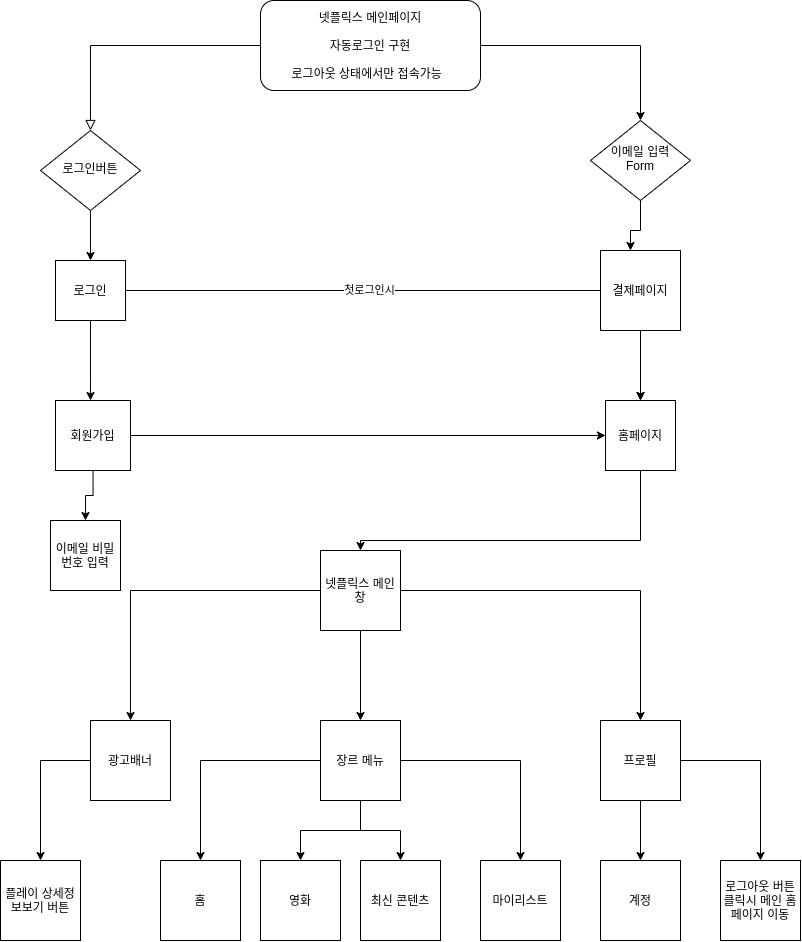 넷플릭스 메인페이지
자동로그인 구현
로그아웃 상태에서만 접속가능
로그인버튼
이메일 입력
Form
로그인
첫로그인시
결제페이지
회원가입
홈페이지
이메일 비밀
번호 입력
넷플릭스 메인
창
광고배너
장르 메뉴
프로필
플레이 상세정
보보기 버튼
홈
영화
최신 콘텐츠
마이리스트
계정
로그아웃 버튼
클릭시 메인 홈
페이지 이동